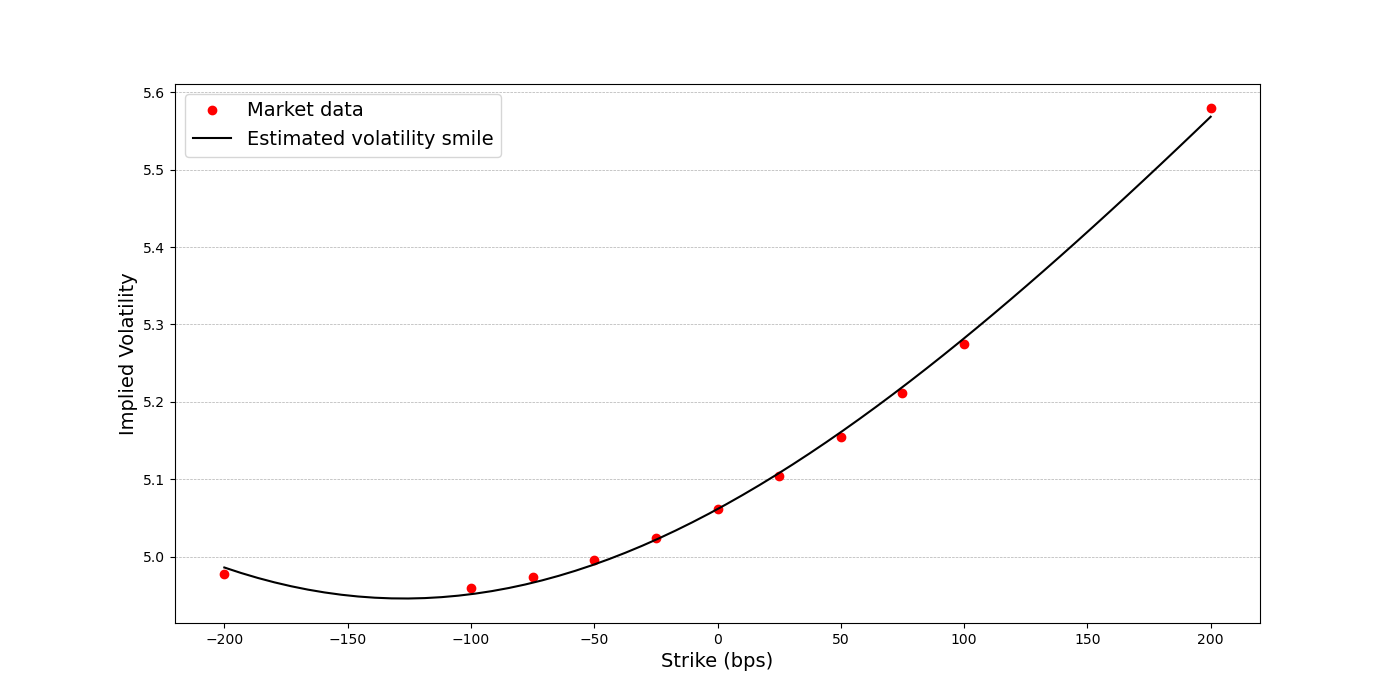 5.6
5.5
5.4
5.3
5.2
5.1
5.0
Implied Volatility
Market data
Estimated volatility smile
−200 −150 −100 −50 0 50 100 150 200
Strike (bps)